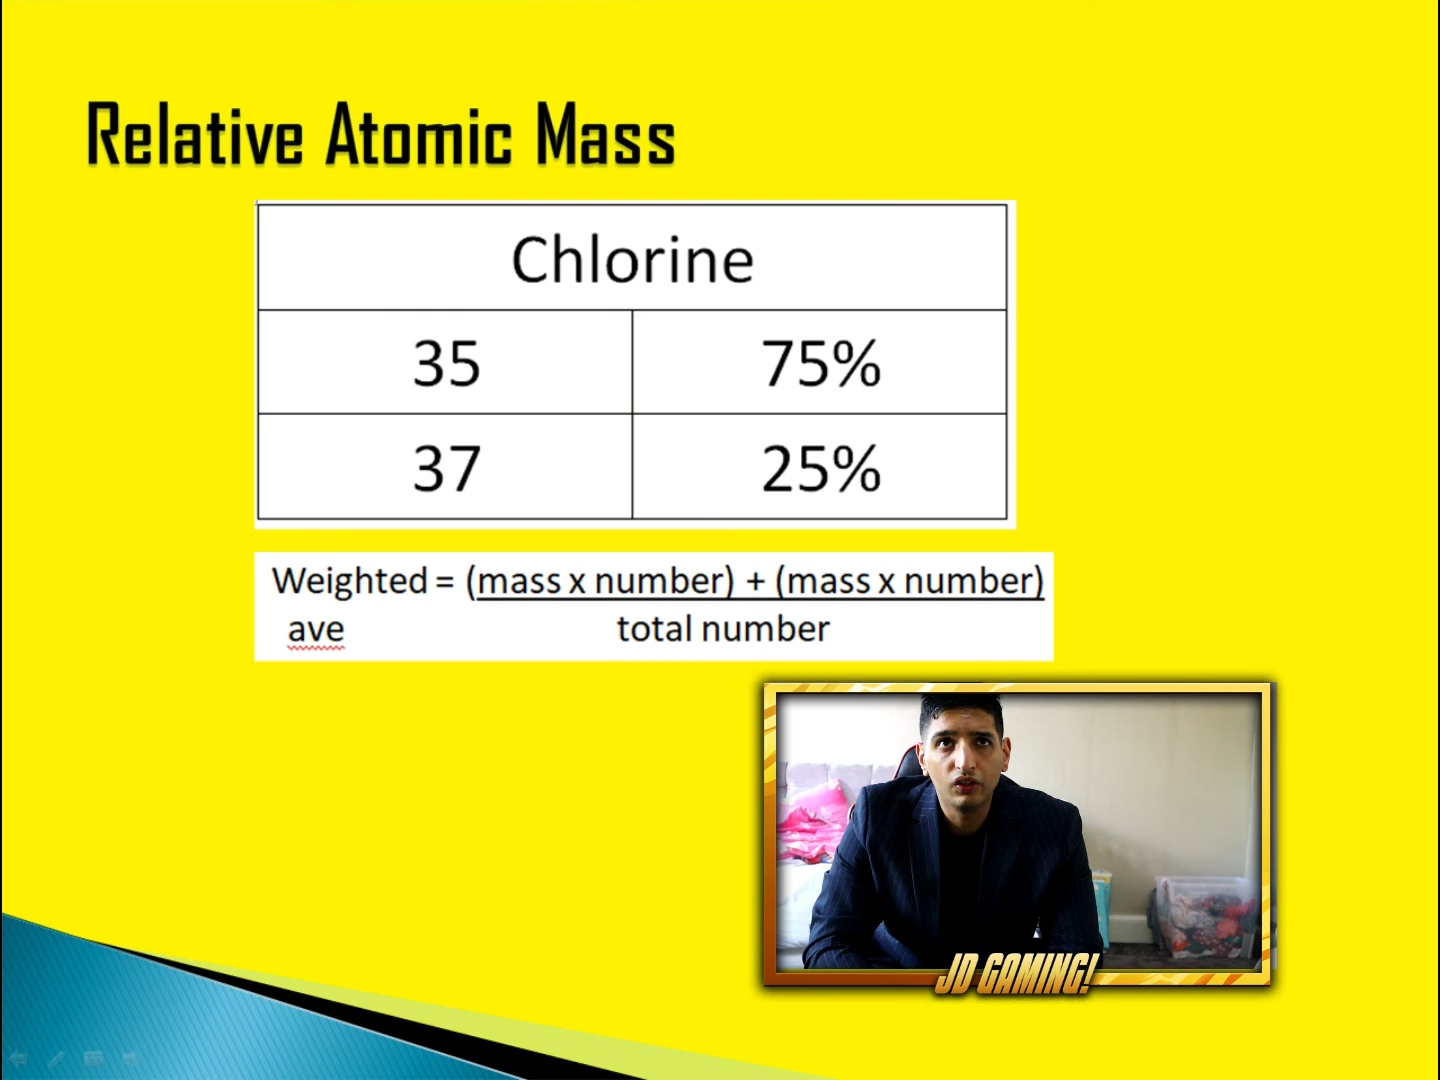 Relative Atomic Mass
Chlorine
35 75%
37 25%
Weighted = (mass x number) + (mass x number)
ave total number
JD GAMING!